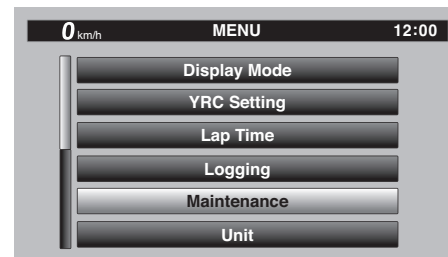 0 km/h MENU 12:00
Display Mode
YRC Setting
Lap Time
Logging
Maintenance
Unit